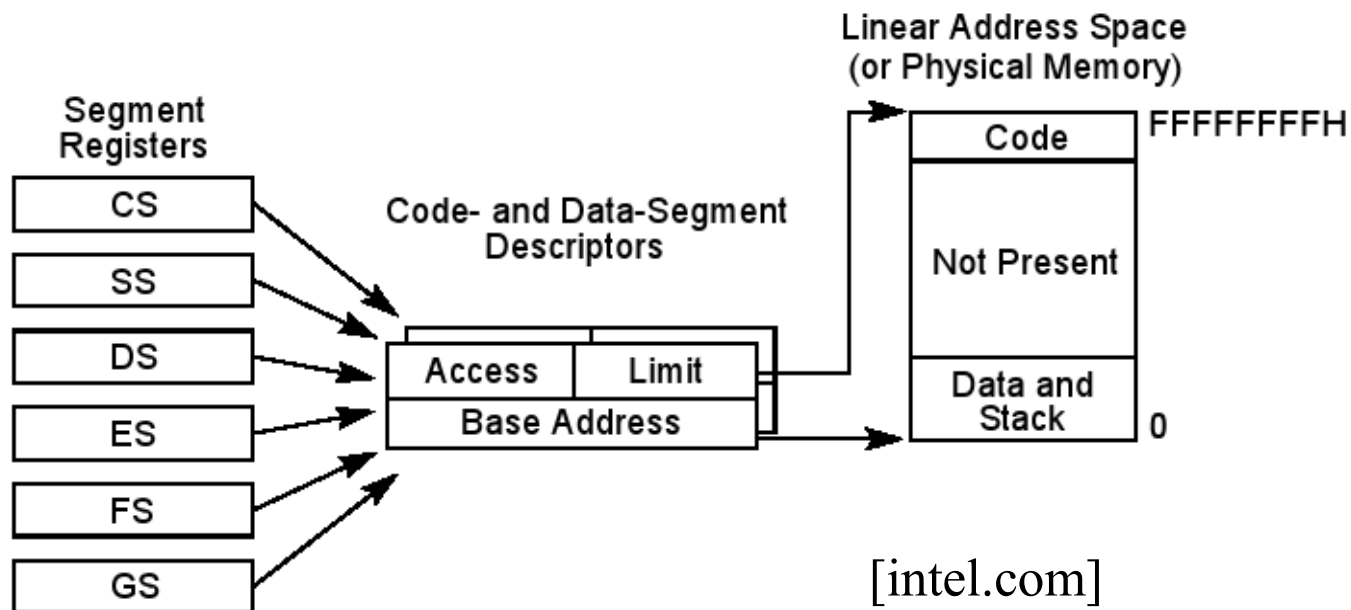 Linear Address Space
(or Physical Memory)
Segment
Registers
CS
SS
DS
ES
FS
GS
Code- and Data-Segment
Descriptors
Access
Limit
Base Address
Code
FFFFFFFFH
Not Present
Data and
Stack
0
[intel.com]